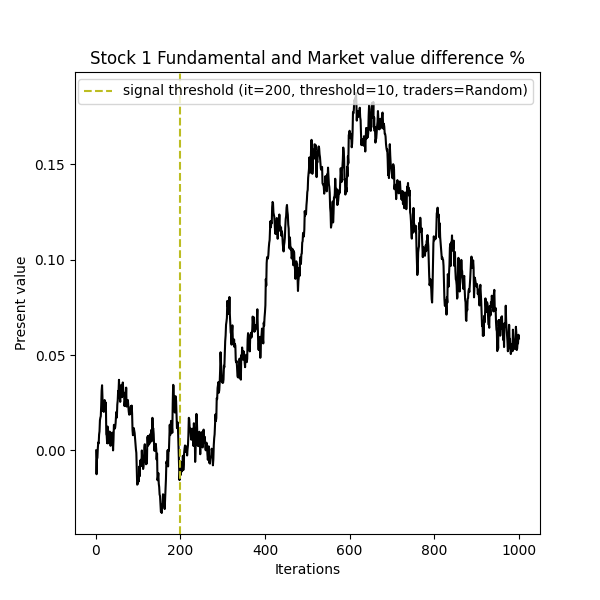 Stock 1 Fundamental and Market value difference %
signal threshold (it=200, threshold=10, traders=Random)
0.15
0.10
0.05
0.00
Present value
0 200 400 600 800 1000
Iterations